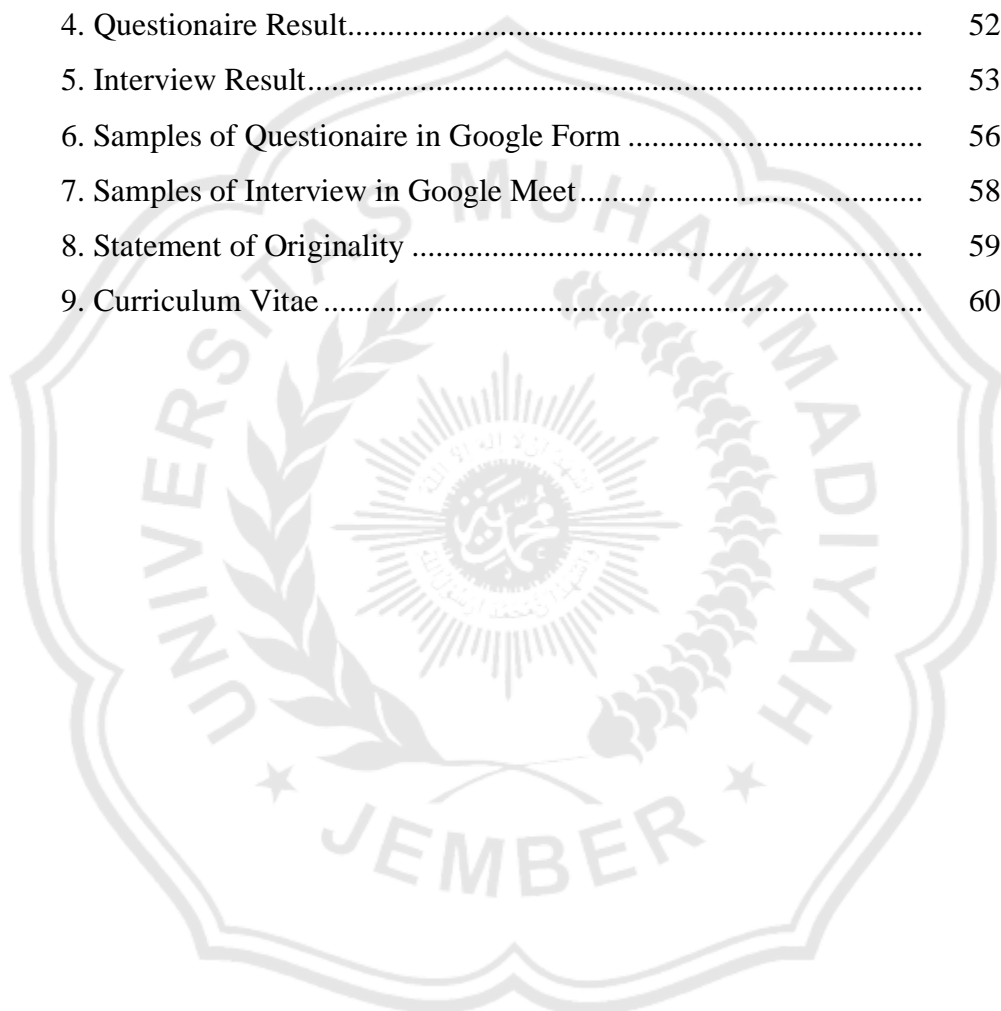 4. Questionaire Result.......................................................................... 52
5. Interview Result............................................................................... 53
6. Samples of Questionaire in Google Form ...................................... 56
7. Samples of Interview in Google Meet............................................ 58
8. Statement of Originality .................................................................. 59
9. Curriculum Vitae ............................................................................. 60
UNIVERSITAS MUHAMMADIYAH
JEMBER